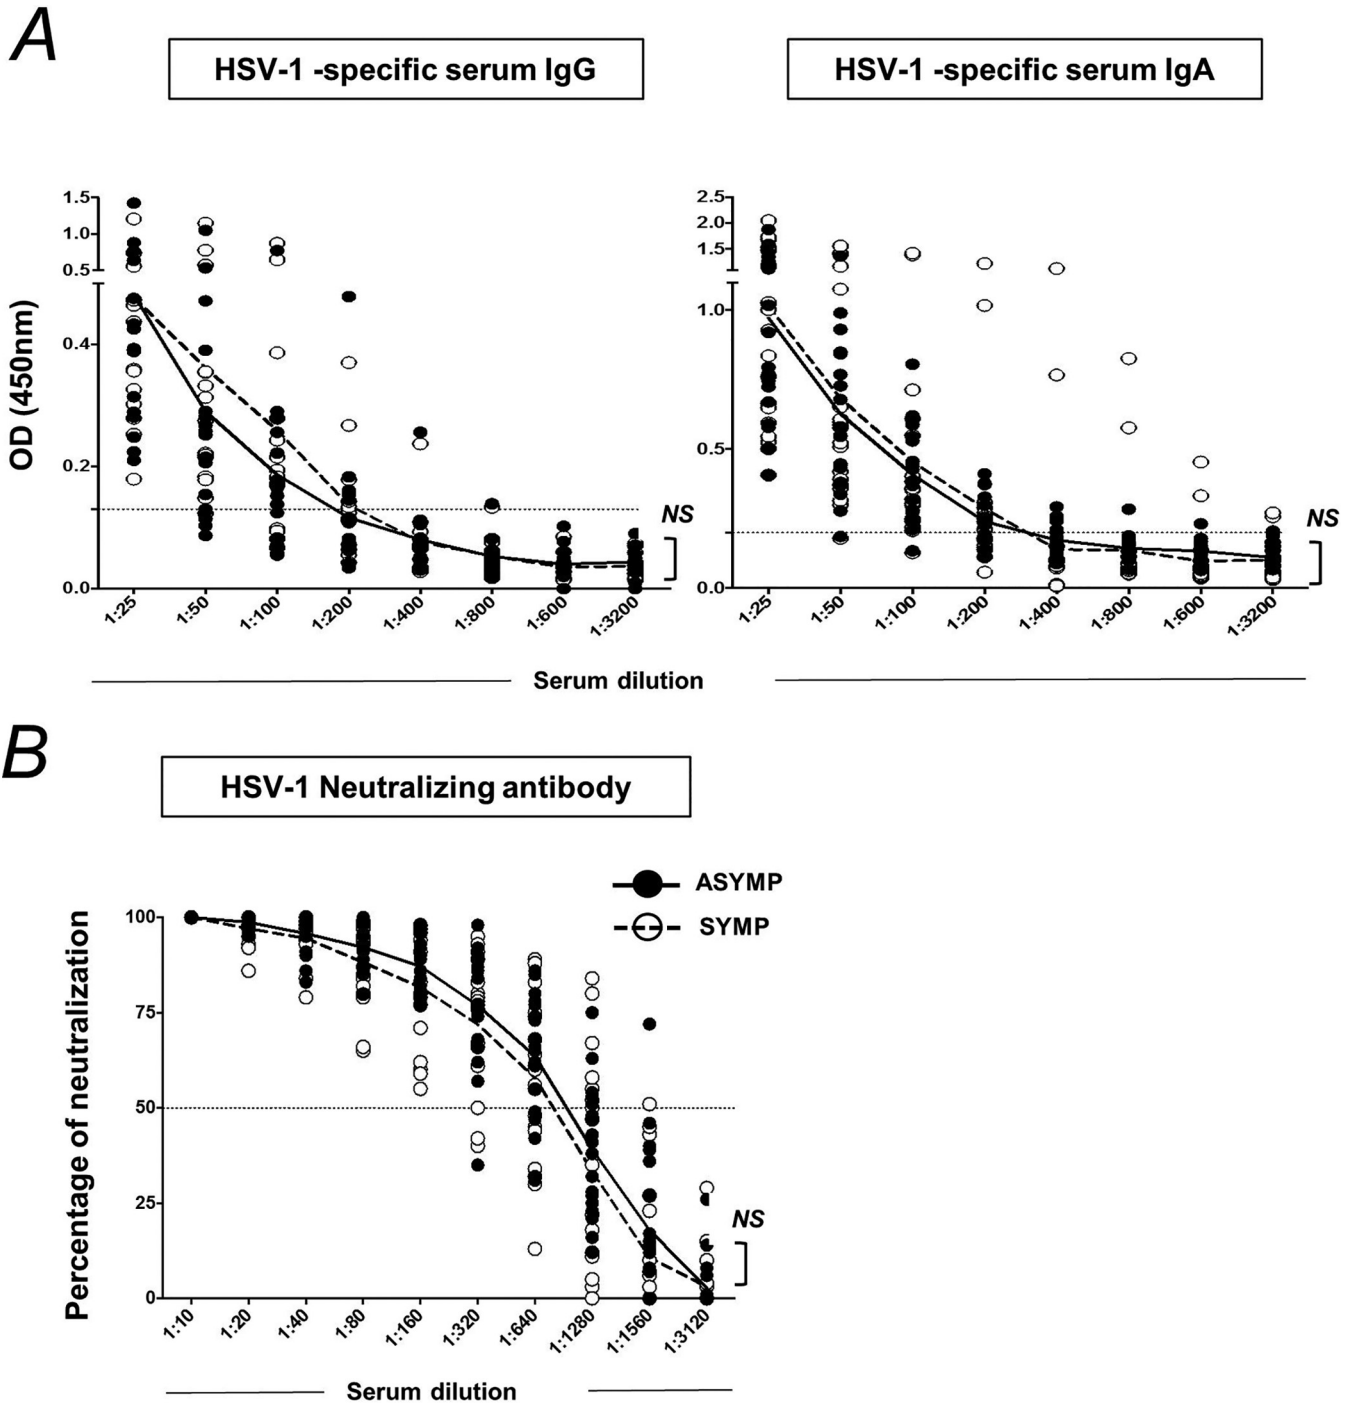 A
HSV-1 -specific serum IgG
HSV-1 -specific serum IgA
OD (450nm)
1.5
1.0
0.5
0.4
0.2
0.0
NS
1:25 1:50 1:100 1:200 1:400 1:800 1:600 1:3200
2.5
2.0
1.5
1.0
0.5
0.0
NS
1:25 1:50 1:100 1:200 1:400 1:800 1:600 1:3200
Serum dilution
B
HSV-1 Neutralizing antibody
ASYMP
SYMP
Percentage of neutralization
100
75
50
25
0
NS
1:10 1:20 1:40 1:80 1:160 1:320 1:640 1:1280 1:1560 1:3120
Serum dilution